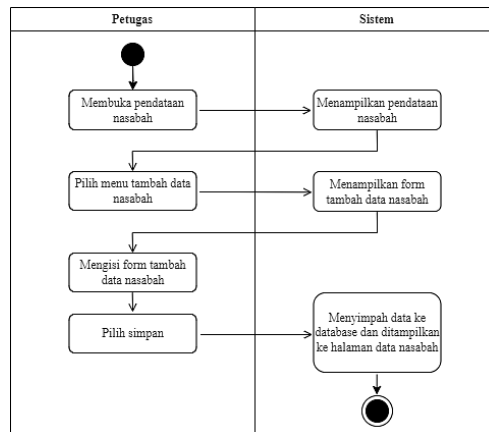 Petugas
Sistem
Membuka pendataan
nasabah
Menampilkan pendataan
nasabah
Pilih menu tambah data
nasabah
Menampilkan form
tambah data nasabah
Mengisi form tambah
data nasabah
Pilih simpan
Menyimpah data ke
database dan ditampilkan
ke halaman data nasabah